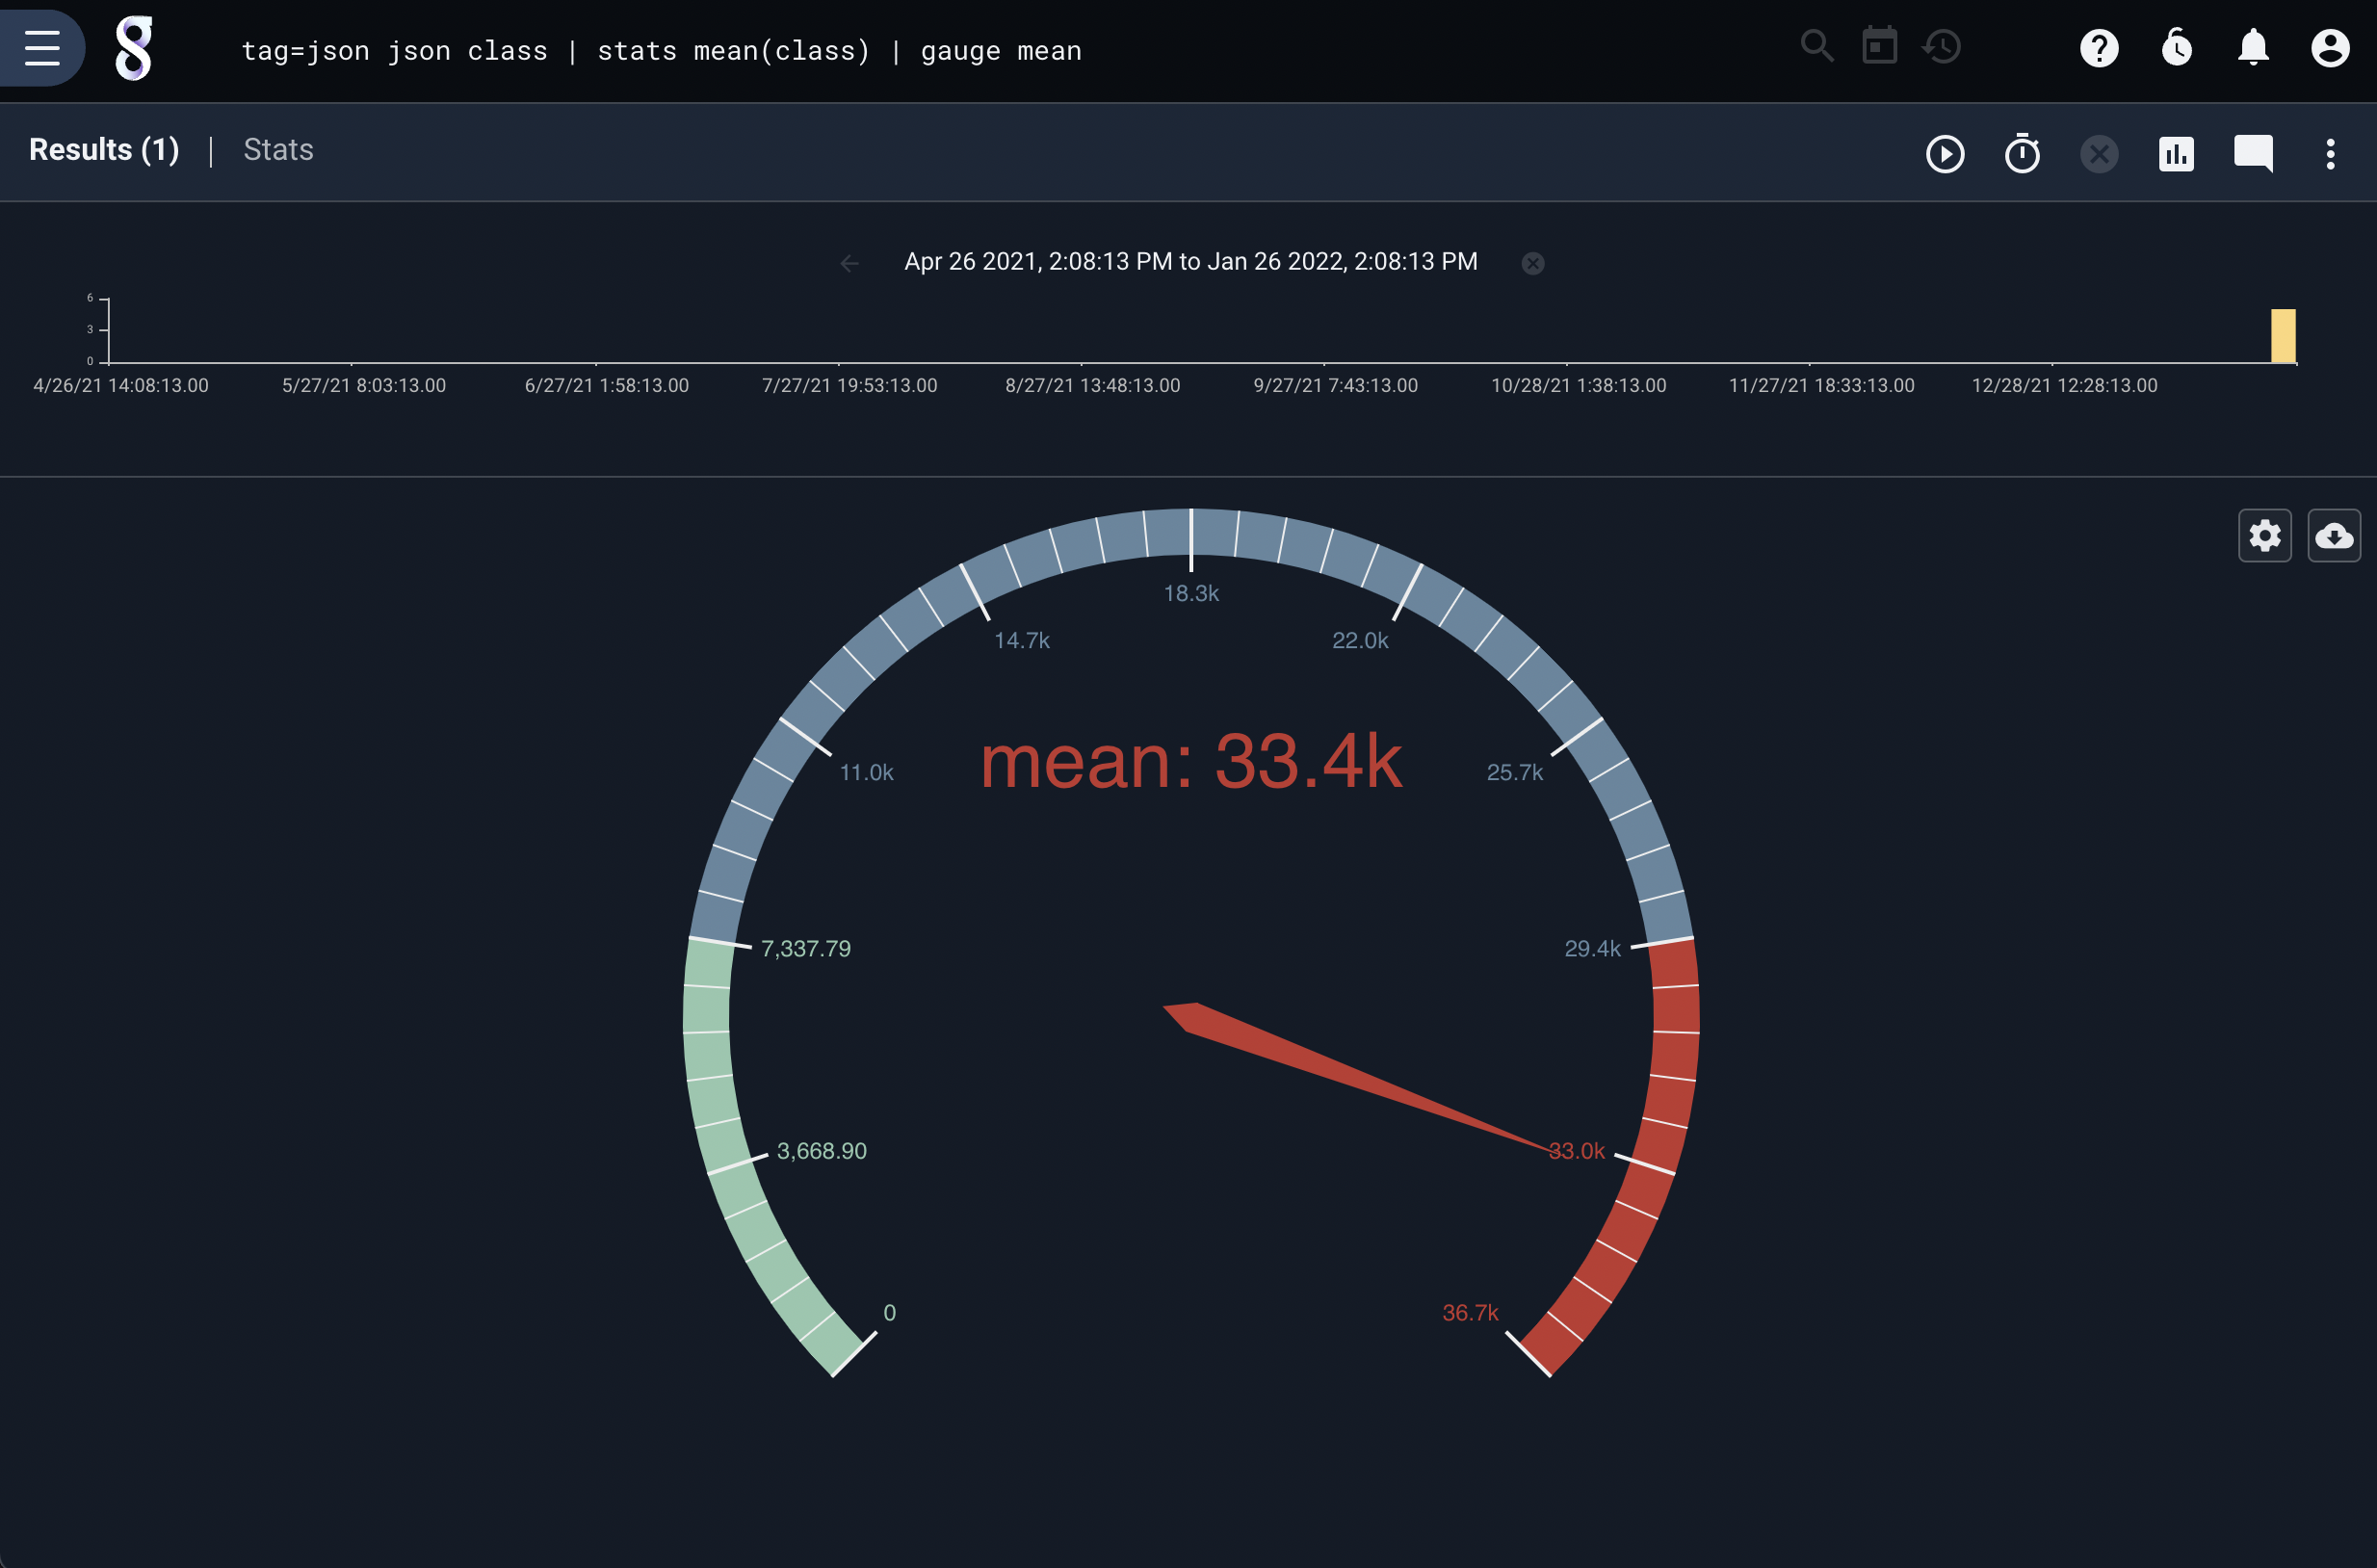 tag=json json class | stats mean(class) | gauge mean
Results (1) | Stats
Apr 26 2021, 2:08:13 PM to Jan 26 2022, 2:08:13 PM
6
3
0
4/26/21 14:08:13.00 5/27/21 8:03:13.00 6/27/21 1:58:13.00 7/27/21 19:53:13.00 8/27/21 13:48:13.00 9/27/21 7:43:13.00 10/28/21 1:38:13.00 11/27/21 18:33:13.00 12/28/21 12:28:13.00
18.3k
14.7k 22.0k
mean: 33.4k
11.0k 25.7k
7,337.79 29.4k
3,668.90 33.0k
0 36.7k